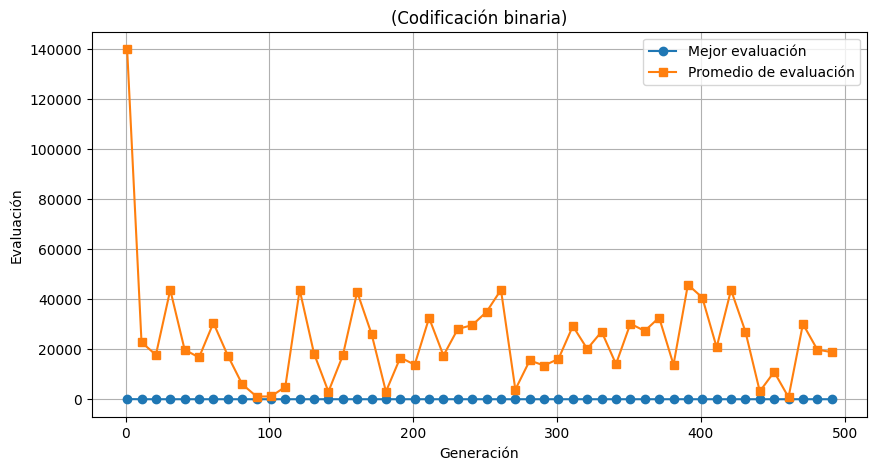 (Codificación binaria)
Mejor evaluación
Promedio de evaluación
Evaluación
140000
120000
100000
80000
60000
40000
20000
0
0 100 200 300 400 500
Generación